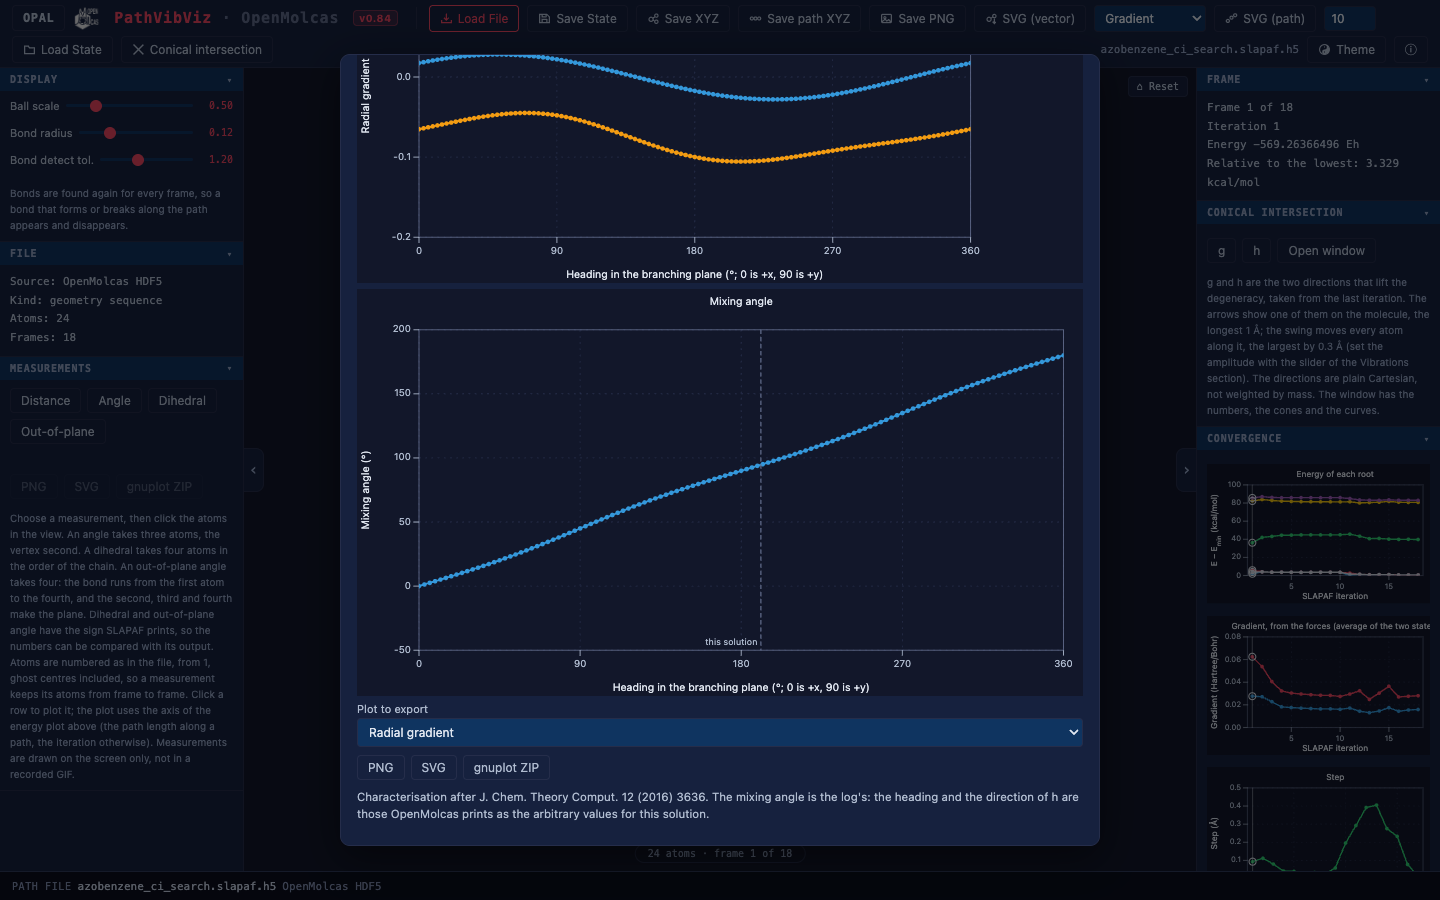 OPAL PathVibViz · OpenMolcas v0.84 Load File Save State Save XYZ Save path XYZ Save PNG SVG (vector) Gradient SVG (path) 10
Load State Conical intersection azobenzene_ci_search.slapaf.h5 Theme
DISPLAY
Ball scale 0.50
Bond radius 0.12
Bond detect tol. 1.20
Bonds are found again for every frame, so a
bond that forms or breaks along the path
appears and disappears.
FILE
Source: OpenMolcas HDF5
Kind: geometry sequence
Atoms: 24
Frames: 18
MEASUREMENTS
Distance Angle Dihedral
Out-of-plane
PNG SVG gnuplot ZIP
Choose a measurement, then click the atoms
in the view. An angle takes three atoms, the
vertex second. A dihedral takes four atoms in
the order of the chain. An out-of-plane angle
takes four: the bond runs from the first atom
to the fourth, and the second, third and fourth
make the plane. Dihedral and out-of-plane
angle have the sign SLAPAF prints, so the
numbers can be compared with its output.
Atoms are numbered as in the file, from 1,
ghost centres included, so a measurement
keeps its atoms from frame to frame. Click a
row to plot it; the plot uses the axis of the
energy plot above (the path length along a
path, the iteration otherwise). Measurements
are drawn on the screen only, not in a
recorded GIF.
Radial gradient
0.0
-0.1
-0.2
0 90 180 270 360
Heading in the branching plane (°; 0 is +x, 90 is +y)
Mixing angle
Mixing angle (°)
200
150
100
50
0
-50
this solution
0 90 180 270 360
Heading in the branching plane (°; 0 is +x, 90 is +y)
Plot to export
Radial gradient
PNG SVG gnuplot ZIP
Characterisation after J. Chem. Theory Comput. 12 (2016) 3636. The mixing angle is the log's: the heading and the direction of h are
those OpenMolcas prints as the arbitrary values for this solution.
24 atoms · frame 1 of 18
Reset
FRAME
Frame 1 of 18
Iteration 1
Energy −569.26366496 Eh
Relative to the lowest: 3.329
kcal/mol
CONICAL INTERSECTION
g h Open window
g and h are the two directions that lift the
degeneracy, taken from the last iteration. The
arrows show one of them on the molecule, the
longest 1 Å; the swing moves every atom
along it, the largest by 0.3 Å (set the
amplitude with the slider of the Vibrations
section). The directions are plain Cartesian,
not weighted by mass. The window has the
numbers, the cones and the curves.
CONVERGENCE
Energy of each root
E − Emin (kcal/mol)
100
80
60
40
20
0
5 10 15
SLAPAF iteration
Gradient, from the forces (average of the two state
Gradient (Hartree/Bohr)
0.08
0.06
0.04
0.02
0.00
5 10 15
SLAPAF iteration
Step
Step (Å)
0.5
0.4
0.3
0.2
0.1
PATH FILE azobenzene_ci_search.slapaf.h5 OpenMolcas HDF5